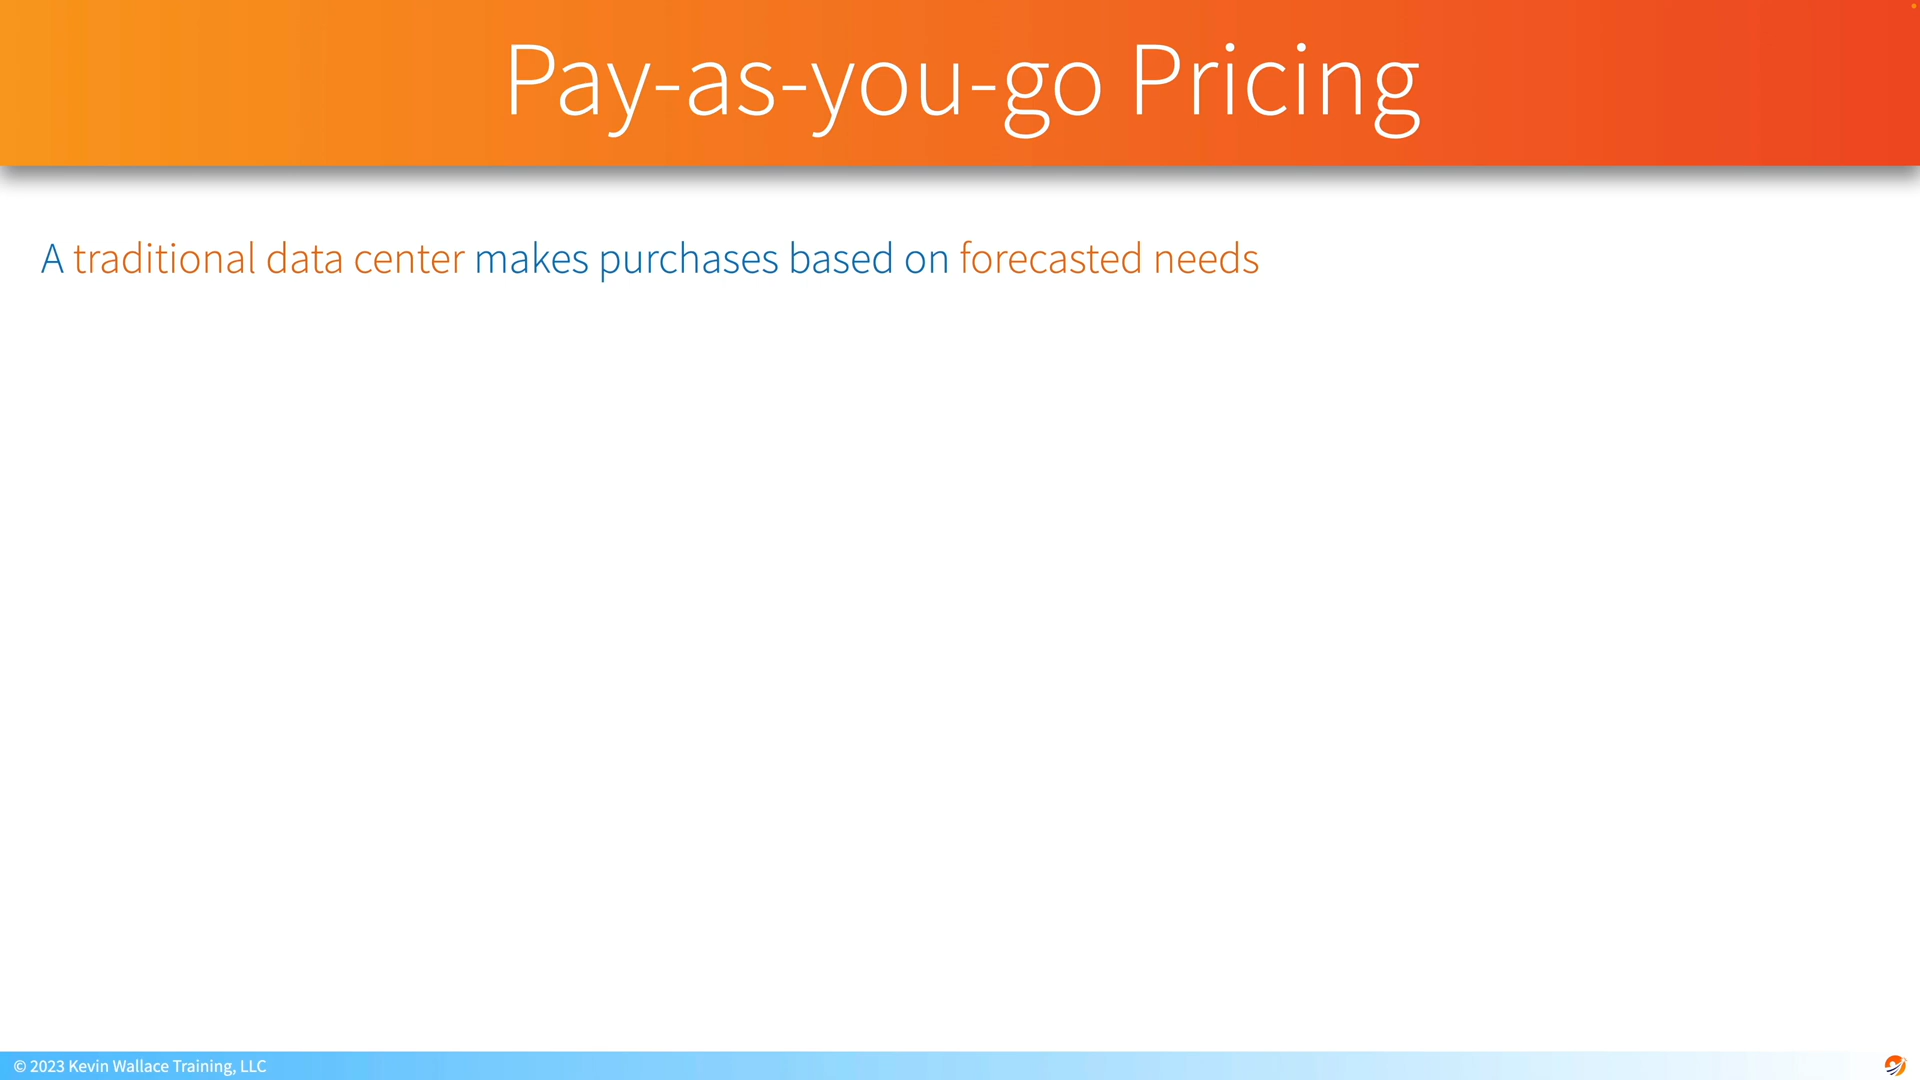 Pay-as-you-go Pricing
A traditional data center makes purchases based on forecasted needs
© 2023 Kevin Wallace Training, LLC